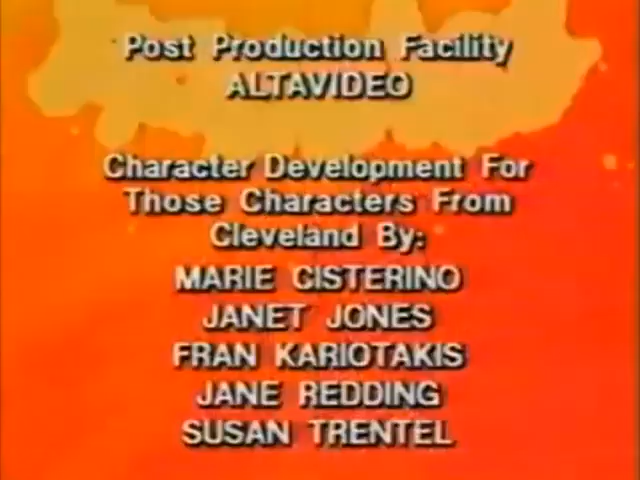 Post Production Facility
ALTAVIDEO
Character Development For
Those Characters From
Cleveland By:
MARIE CISTERINO
JANET JONES
FRAN KARIOTAKIS
JANE REDDING
SUSAN TRENTEL